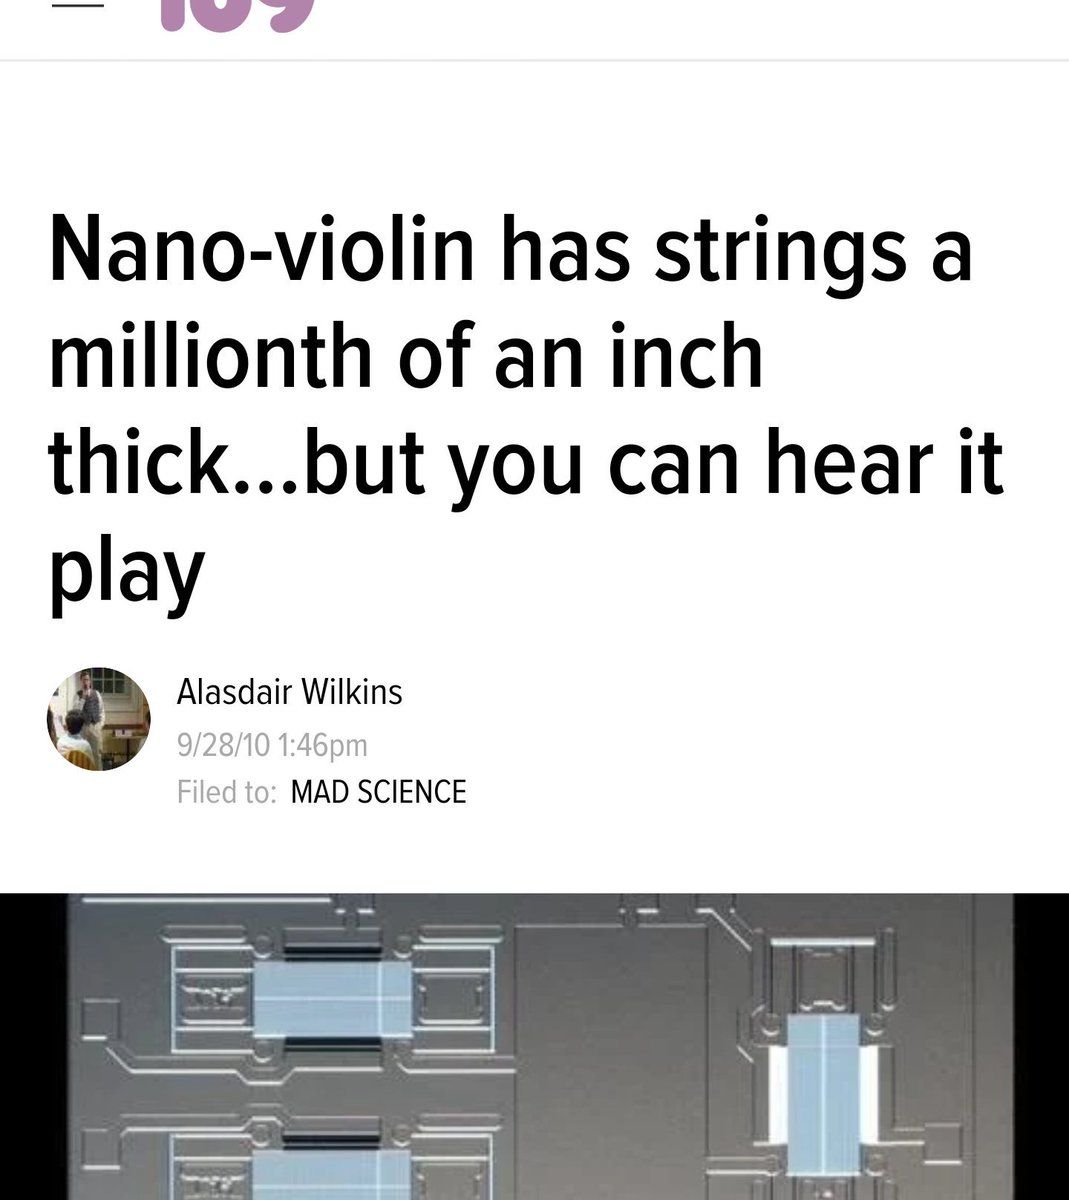 Nano-violin has strings a
millionth of an inch
thick...but you can hear it
play
Alasdair Wilkins
9/28/10 1:46pm
Filed to: MAD SCIENCE